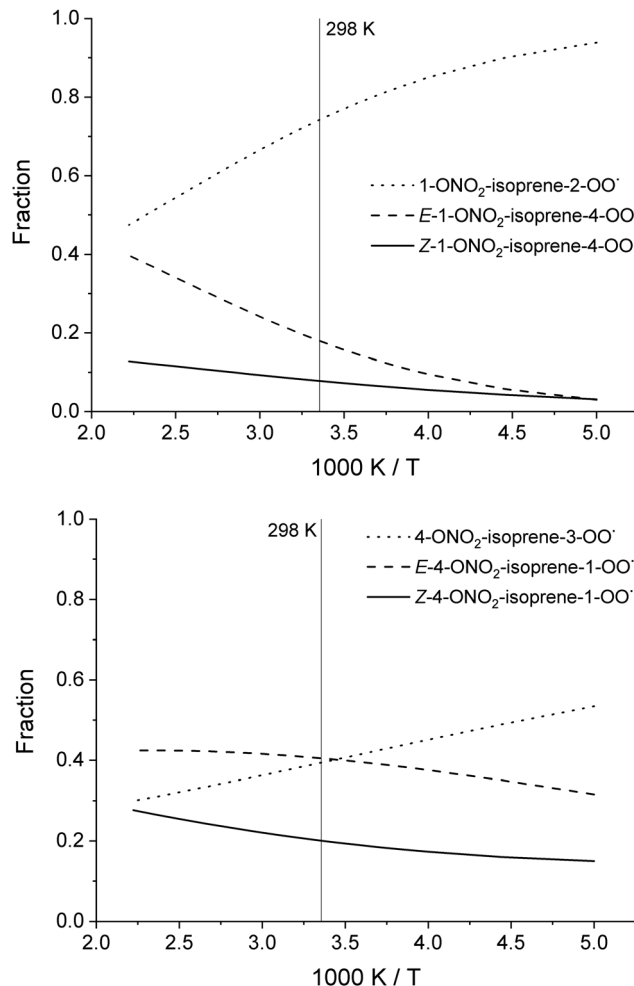 298 K
1.0
0.8
0.6
0.4
0.2
0.0
Fraction
1-ONO₂-isoprene-2-OO˙
E-1-ONO₂-isoprene-4-OO
Z-1-ONO₂-isoprene-4-OO
2.0 2.5 3.0 3.5 4.0 4.5 5.0
1000 K / T
298 K
1.0
0.8
0.6
0.4
0.2
0.0
Fraction
4-ONO₂-isoprene-3-OO˙
E-4-ONO₂-isoprene-1-OO˙
Z-4-ONO₂-isoprene-1-OO˙
2.0 2.5 3.0 3.5 4.0 4.5 5.0
1000 K / T